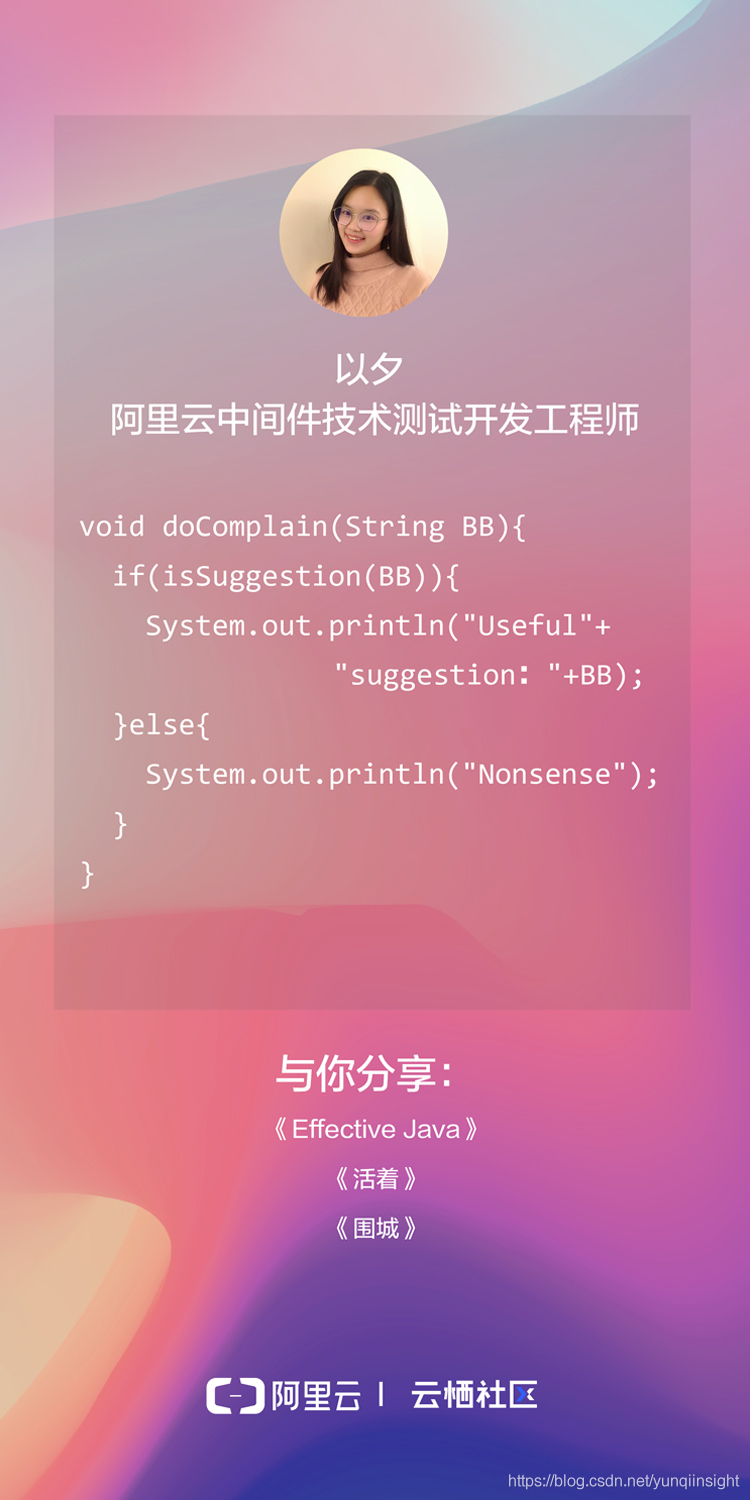 以夕
阿里云中间件技术测试开发工程师
void doComplain(String BB){
  if(isSuggestion(BB)){
    System.out.println("Useful"+
               "suggestion: "+BB);
  }else{
    System.out.println("Nonsense");
  }
}
与你分享：
《Effective Java》
《活着》
《围城》
阿里云 | 云栖社区
https://blog.csdn.net/yunqiinsight